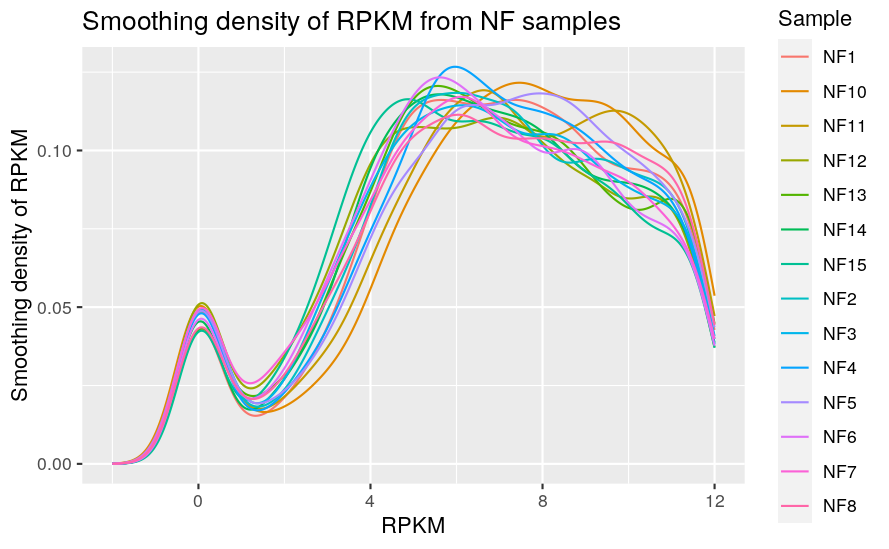 Smoothing density of RPKM from NF samples
Smoothing density of RPKM
0.10
0.05
0.00
0
4
8
12
RPKM
Sample
NF1
NF10
NF11
NF12
NF13
NF14
NF15
NF2
NF3
NF4
NF5
NF6
NF7
NF8